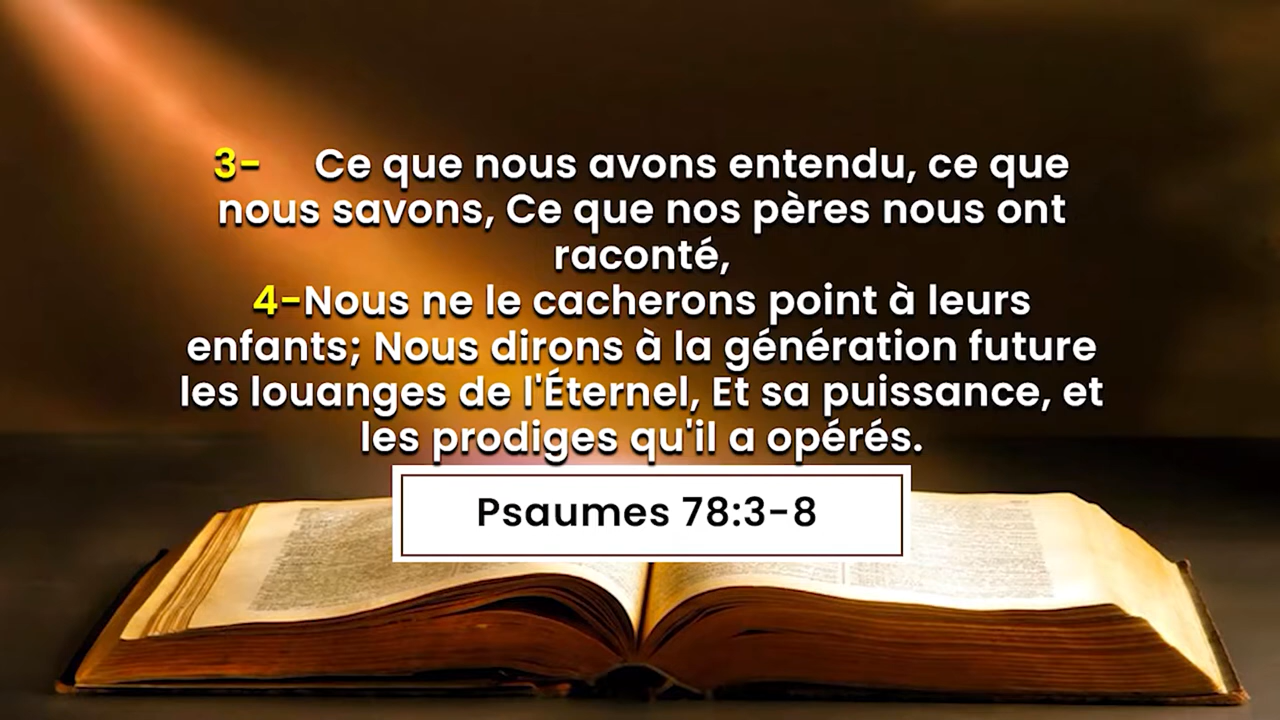 3- Ce que nous avons entendu, ce que
nous savons, Ce que nos pères nous ont
raconté,
4-Nous ne le cacherons point à leurs
enfants; Nous dirons à la génération future
les louanges de l'Éternel, Et sa puissance, et
les prodiges qu'il a opérés.
Psaumes 78:3-8